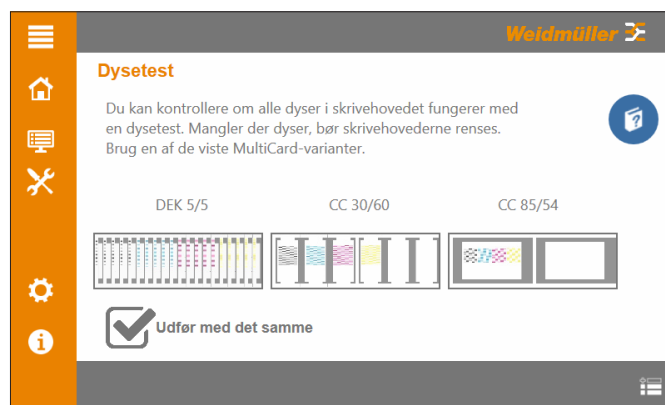 Weidmüller
Dysetest
Du kan kontrollere om alle dyser i skrivehovedet fungerer med
en dysetest. Mangler der dyser, bør skrivehovederne renses.
Brug en af de viste MultiCard-varianter.
DEK 5/5
CC 30/60
CC 85/54
Udfør med det samme